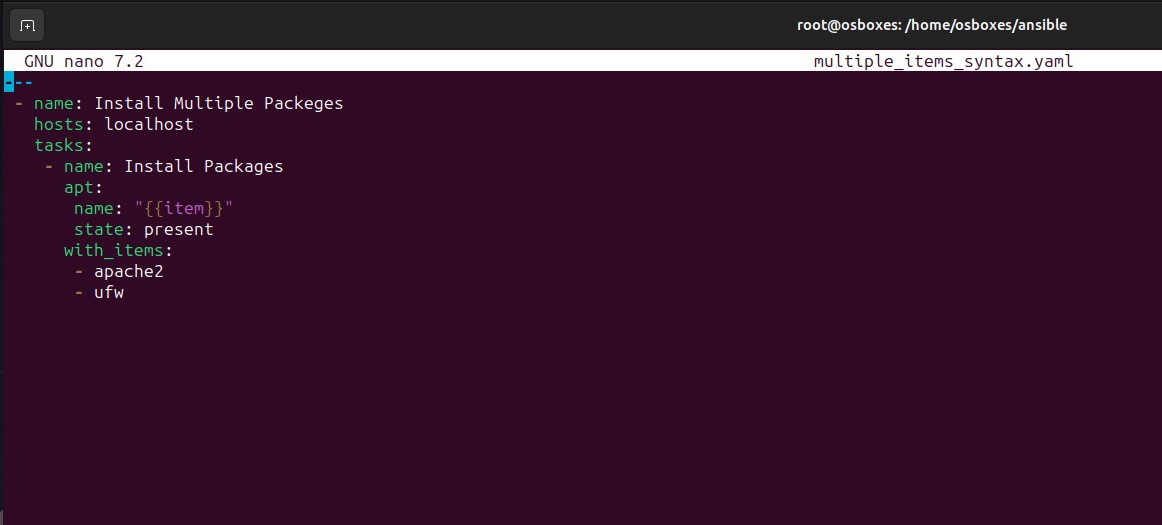 root@osboxes: /home/osboxes/ansible
GNU nano 7.2 multiple_items_syntax.yaml
---
- name: Install Multiple Packeges
  hosts: localhost
  tasks:
   - name: Install Packages
     apt:
      name: "{{item}}"
      state: present
     with_items:
      - apache2
      - ufw